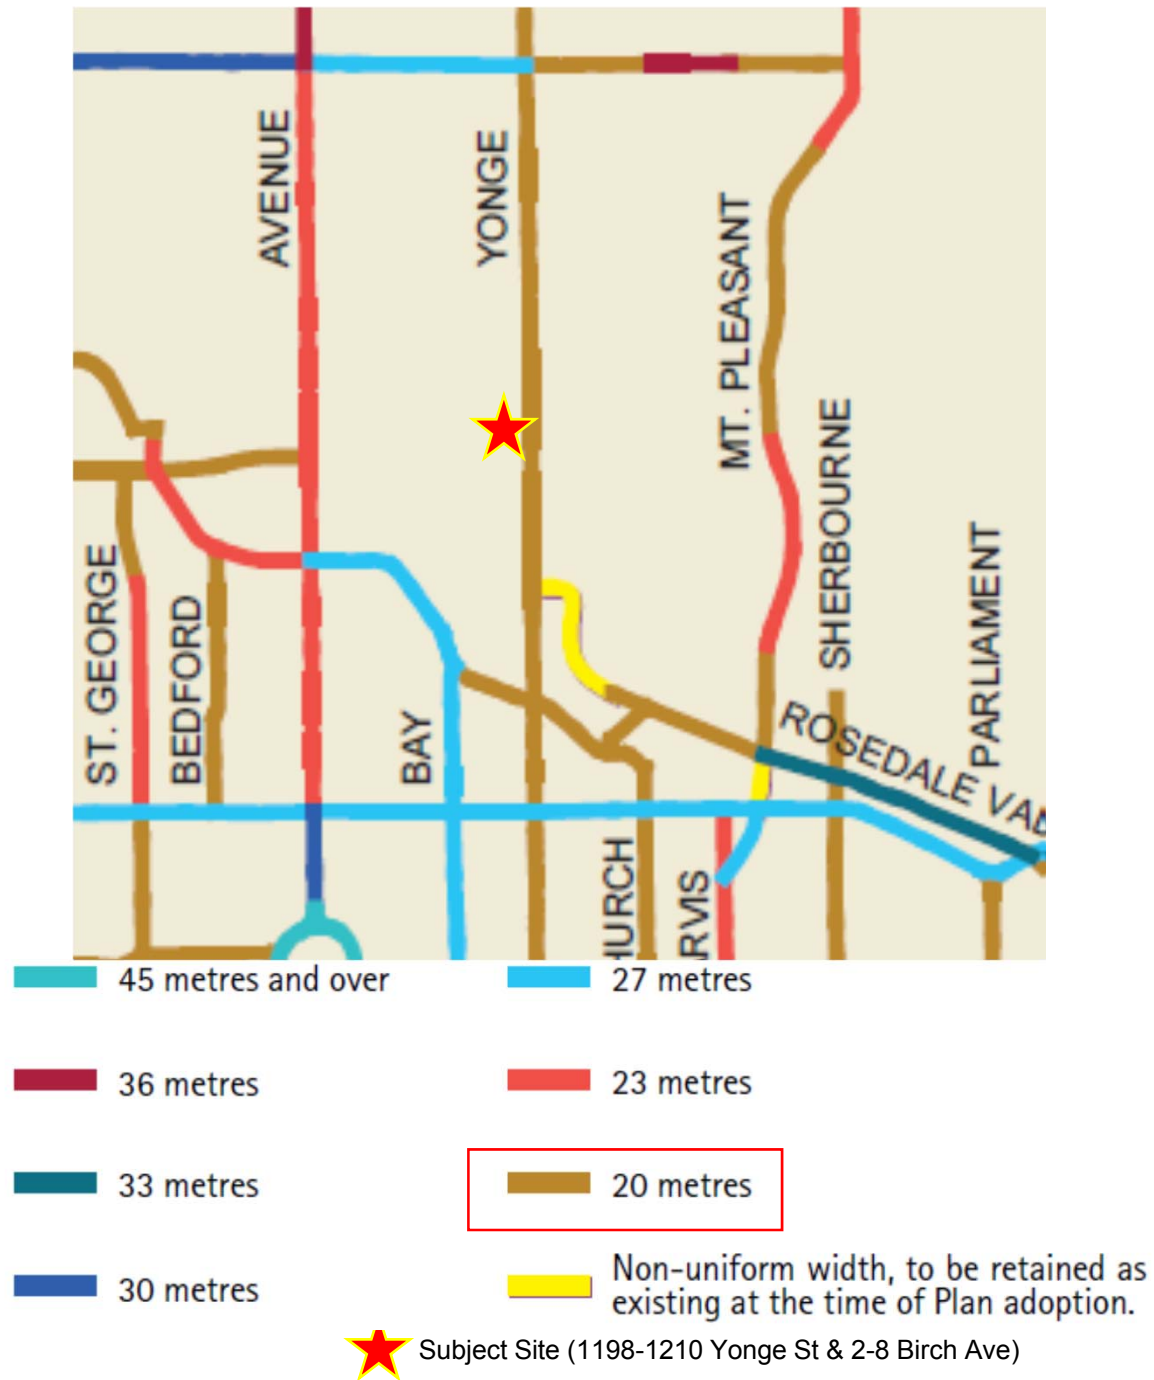 AVENUE
YONGE
MT. PLEASANT
SHERBOURNE
PARLIAMENT
ST. GEORGE
BEDFORD
BAY
ROSEDALE VA
HURCH
RVIS
45 metres and over
27 metres
36 metres
23 metres
33 metres
20 metres
30 metres
Non-uniform width, to be retained as
existing at the time of Plan adoption.
Subject Site (1198-1210 Yonge St & 2-8 Birch Ave)